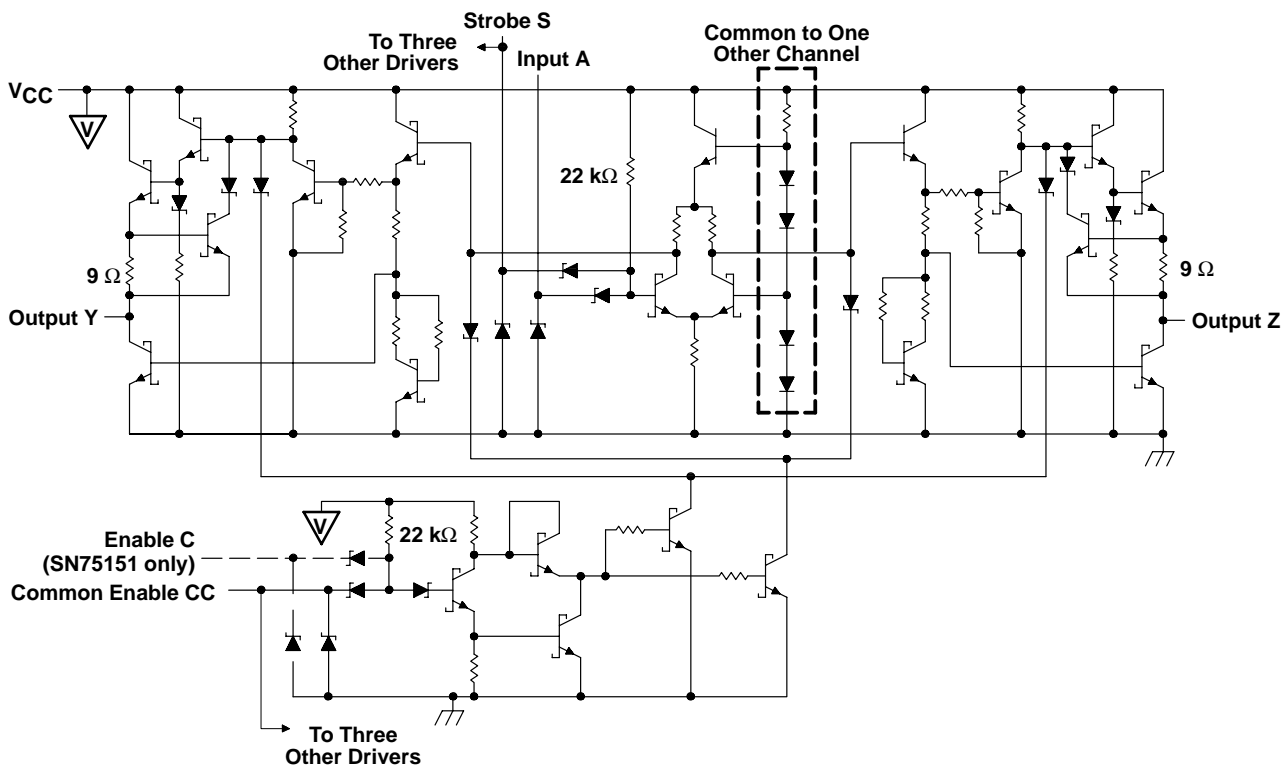 Strobe S
To Three
Other Drivers
Input A
Common to One
Other Channel
VCC
V
22 kΩ
9 Ω
9 Ω
Output Y
Output Z
V
22 kΩ
Enable C
(SN75151 only)
Common Enable CC
To Three
Other Drivers